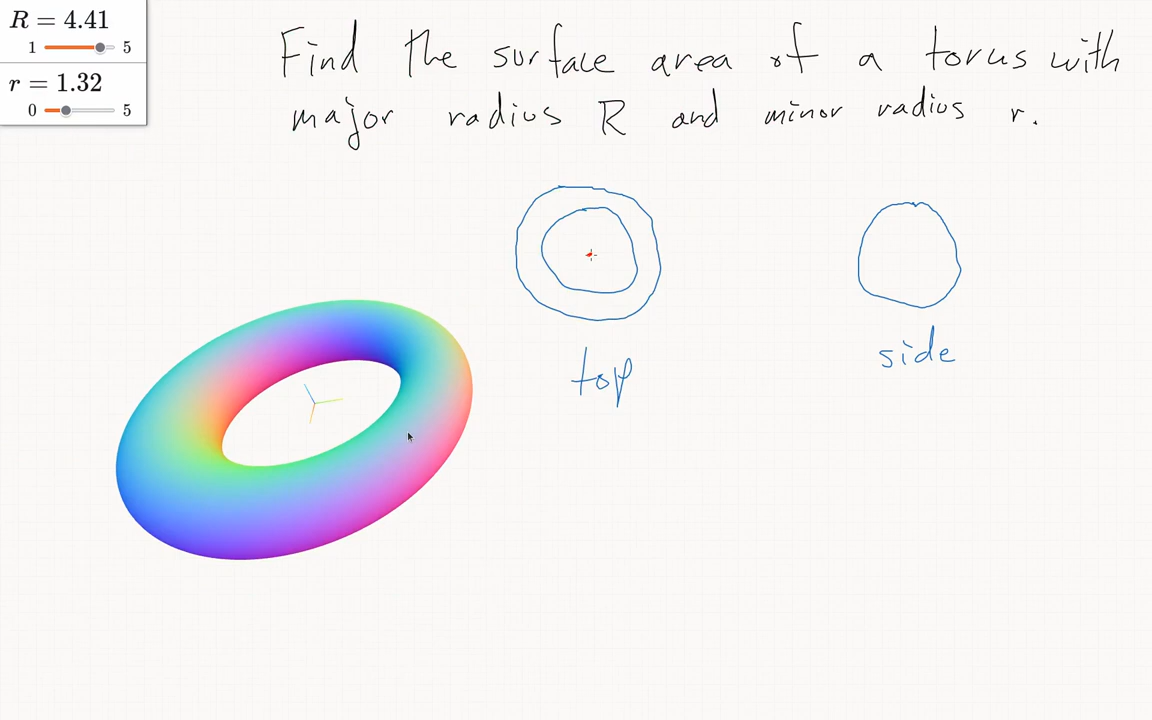 R = 4.41
1 5
r = 1.32
0 5
Find the surface area of a torus with
major radius R and minor radius r.
top
side